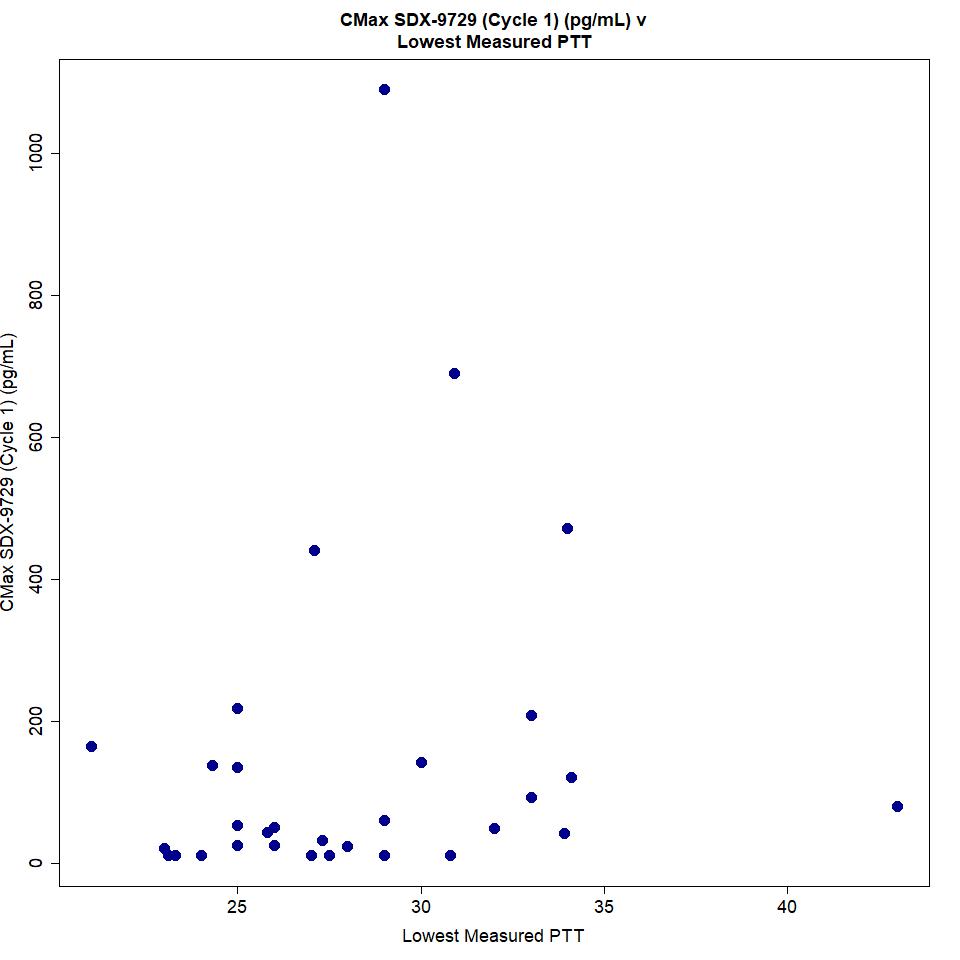 CMax SDX-9729 (Cycle 1) (pg/mL) v
Lowest Measured PTT
CMax SDX-9729 (Cycle 1) (pg/mL)
1000
800
600
400
200
0
25 30 35 40
Lowest Measured PTT